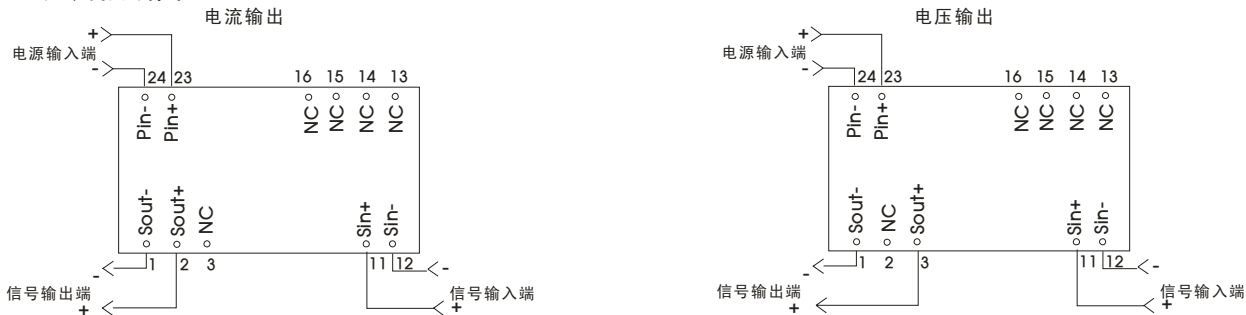 电流输出
+
电源输入端
-
24 23 16 15 14 13
Pin- Pin+ NC NC NC NC
Sout- Sout+ NC Sin+ Sin-
1 2 3 11 12
- -
信号输出端 信号输入端
+ +
电压输出
+
电源输入端
-
24 23 16 15 14 13
Pin- Pin+ NC NC NC NC
Sout- NC Sout+ Sin+ Sin-
1 2 3 11 12
- -
信号输出端 信号输入端
+ +